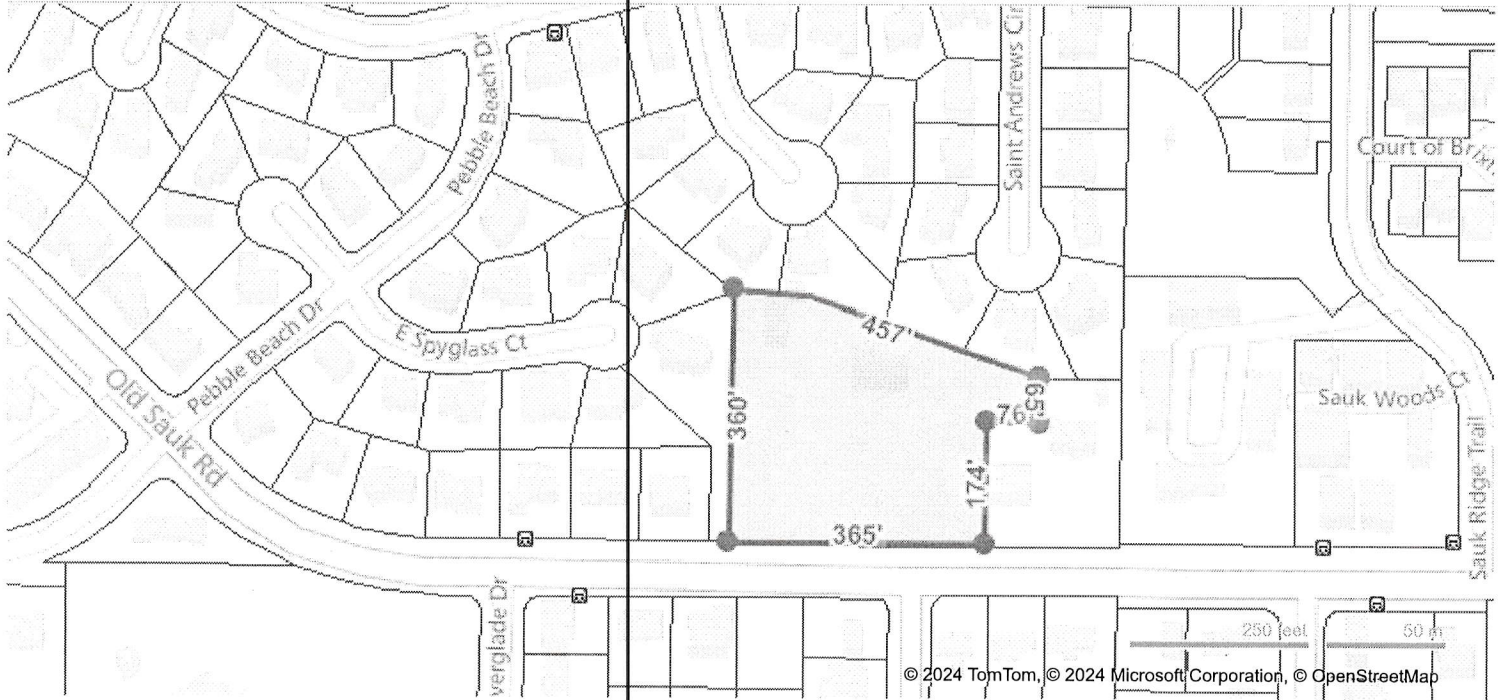 Pebble Beach Dr
Saint Andrews Cir
Pebble Beach Dr
Court of Brixt
E Spyglass Ct
Old Sauk Rd
457'
360'
65'
76'
174'
365'
Sauk Woods Ct
Sauk Ridge Trail
verglade Dr
250 feet
50 m
© 2024 TomTom, © 2024 Microsoft Corporation, © OpenStreetMap